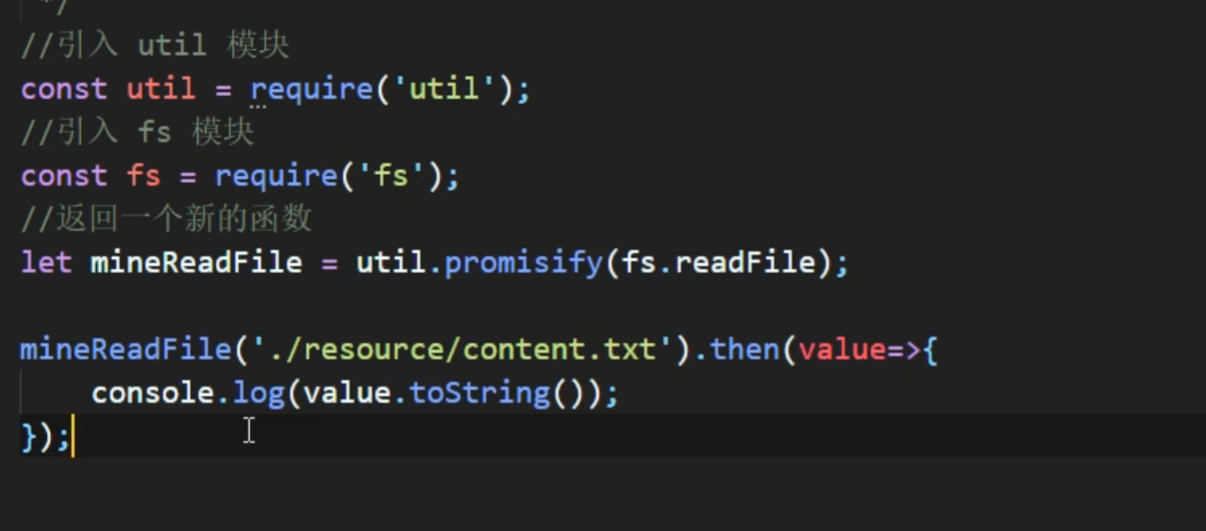 */
//引入 util 模块
const util = require('util');
//引入 fs 模块
const fs = require('fs');
//返回一个新的函数
let mineReadFile = util.promisify(fs.readFile);
mineReadFile('./resource/content.txt').then(value=>{
    console.log(value.toString());
});